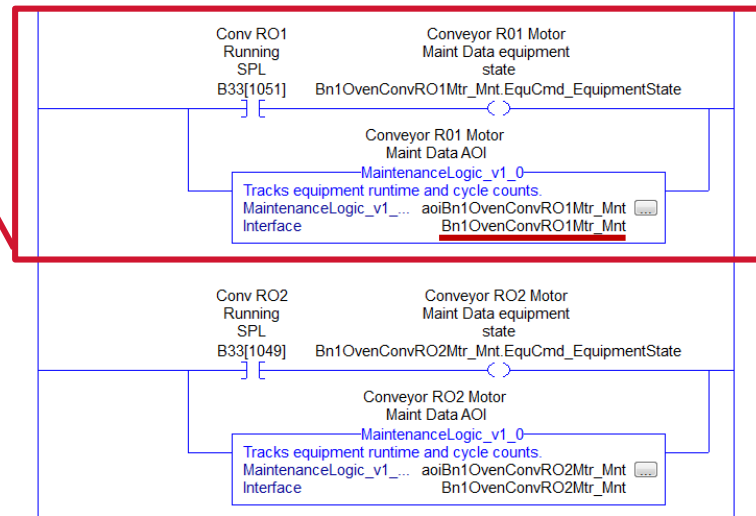 Conv RO1
Running
SPL
B33[1051]
Conveyor R01 Motor
Maint Data equipment
state
Bn1OvenConvRO1Mtr_Mnt.EquCmd_EquipmentState
Conveyor R01 Motor
Maint Data AOI
MaintenanceLogic_v1_0
Tracks equipment runtime and cycle counts.
MaintenanceLogic_v1_... aoiBn1OvenConvRO1Mtr_Mnt ...
Interface Bn1OvenConvRO1Mtr_Mnt
Conv RO2
Running
SPL
B33[1049]
Conveyor RO2 Motor
Maint Data equipment
state
Bn1OvenConvRO2Mtr_Mnt.EquCmd_EquipmentState
Conveyor RO2 Motor
Maint Data AOI
MaintenanceLogic_v1_0
Tracks equipment runtime and cycle counts.
MaintenanceLogic_v1_... aoiBn1OvenConvRO2Mtr_Mnt ...
Interface Bn1OvenConvRO2Mtr_Mnt